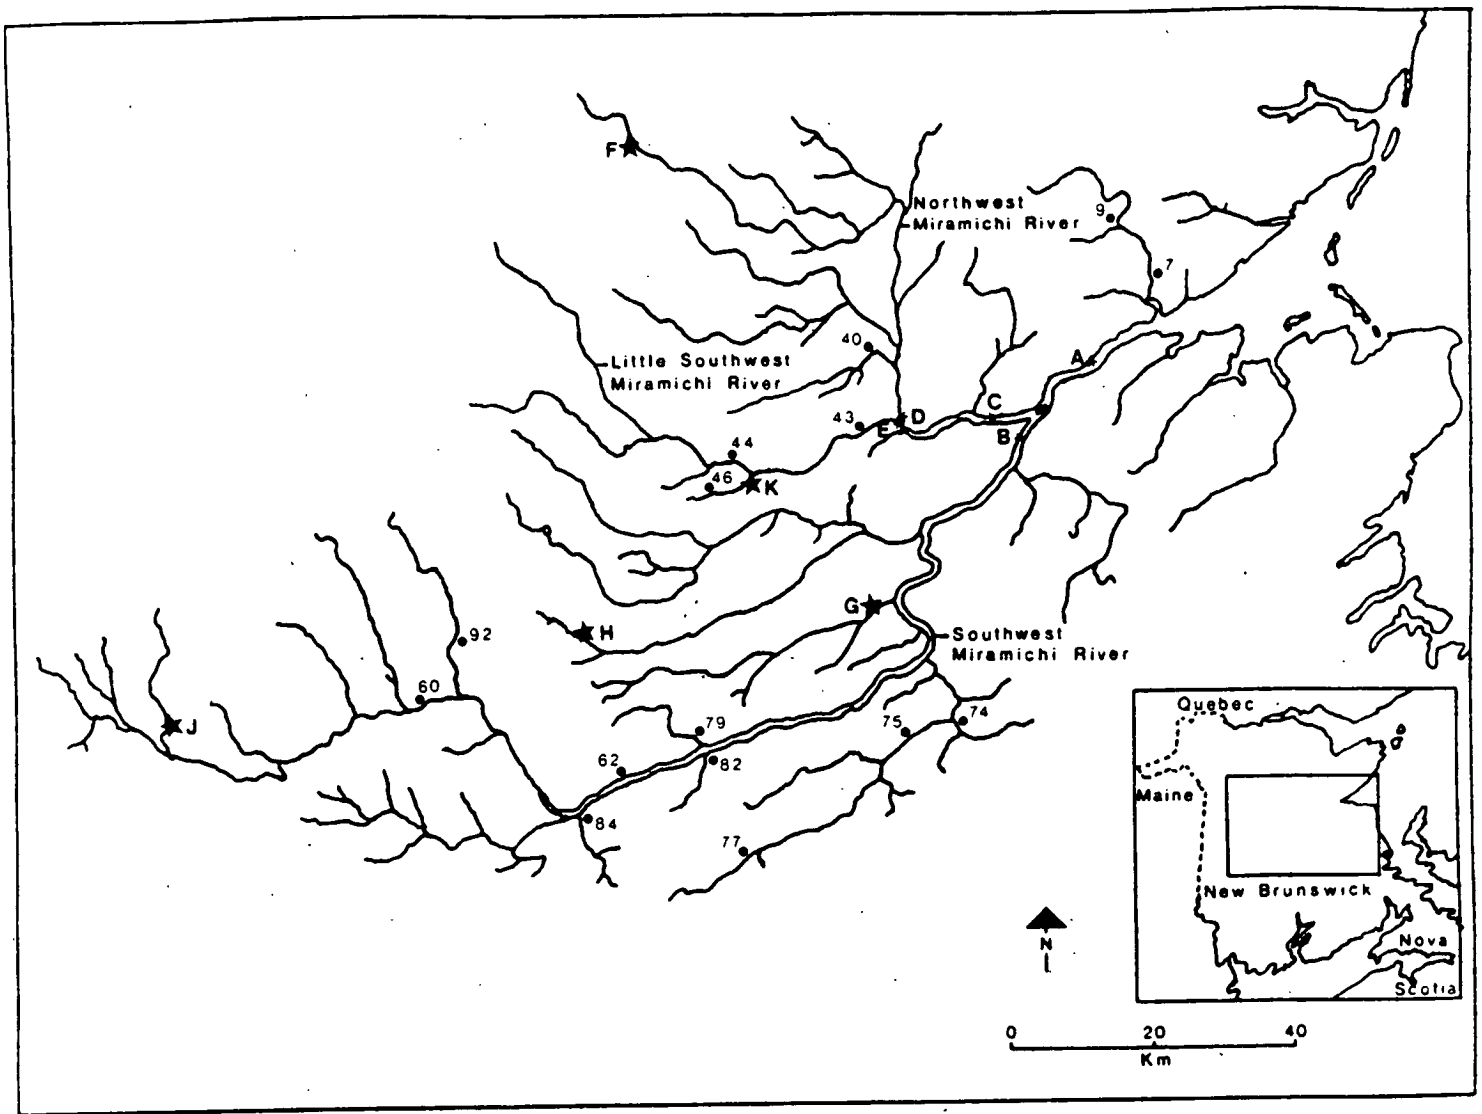 F
Northwest
Miramichi River
9
7
40
Little Southwest
Miramichi River
A
C
D
43
E
B
44
46
K
G
H
Southwest
Miramichi River
92
60
J
79
75
74
62
82
84
77
Quebec
Maine
New Brunswick
Nova
Scotia
N
0 20 40
Km